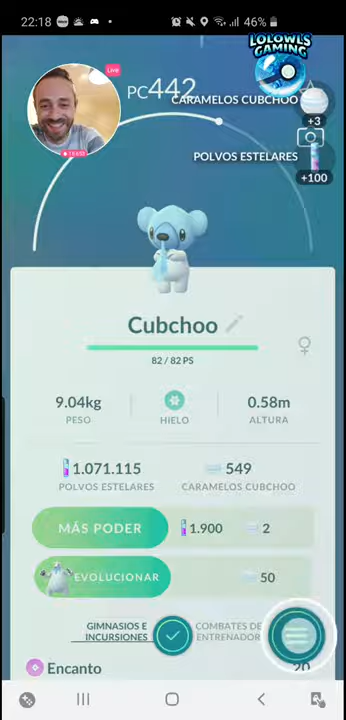 22:18
46%
LOLOWLS
GAMING
Live
PC442
CARAMELOS CUBCHOO
+3
POLVOS ESTELARES
+100
Cubchoo
82 / 82 PS
9.04kg
PESO
HIELO
0.58m
ALTURA
1.071.115
POLVOS ESTELARES
549
CARAMELOS CUBCHOO
MÁS PODER
1.900
2
EVOLUCIONAR
50
GIMNASIOS E
INCURSIONES
COMBATES DE
ENTRENADOR
Encanto
20